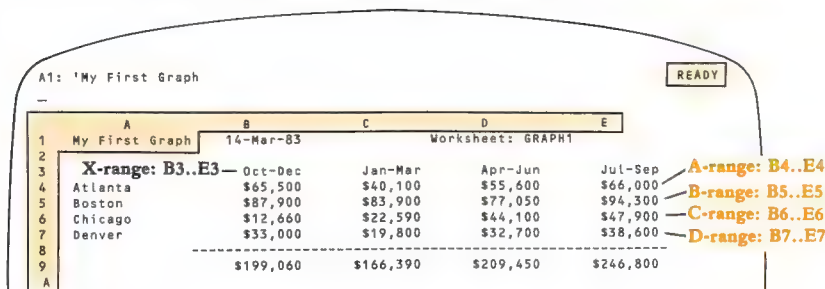 A1: 'My First Graph READY
A B C D E
1 My First Graph 14-Mar-83 Worksheet: GRAPH1
2
3 X-range: B3..E3 Oct-Dec Jan-Mar Apr-Jun Jul-Sep A-range: B4..E4
4 Atlanta $65,500 $40,100 $55,600 $66,000
5 Boston $87,900 $83,900 $77,050 $94,300 B-range: B5..E5
6 Chicago $12,660 $22,590 $44,100 $47,900 C-range: B6..E6
7 Denver $33,000 $19,800 $32,700 $38,600 D-range: B7..E7
8 --------------------------------------------------------
9 $199,060 $166,390 $209,450 $246,800
A